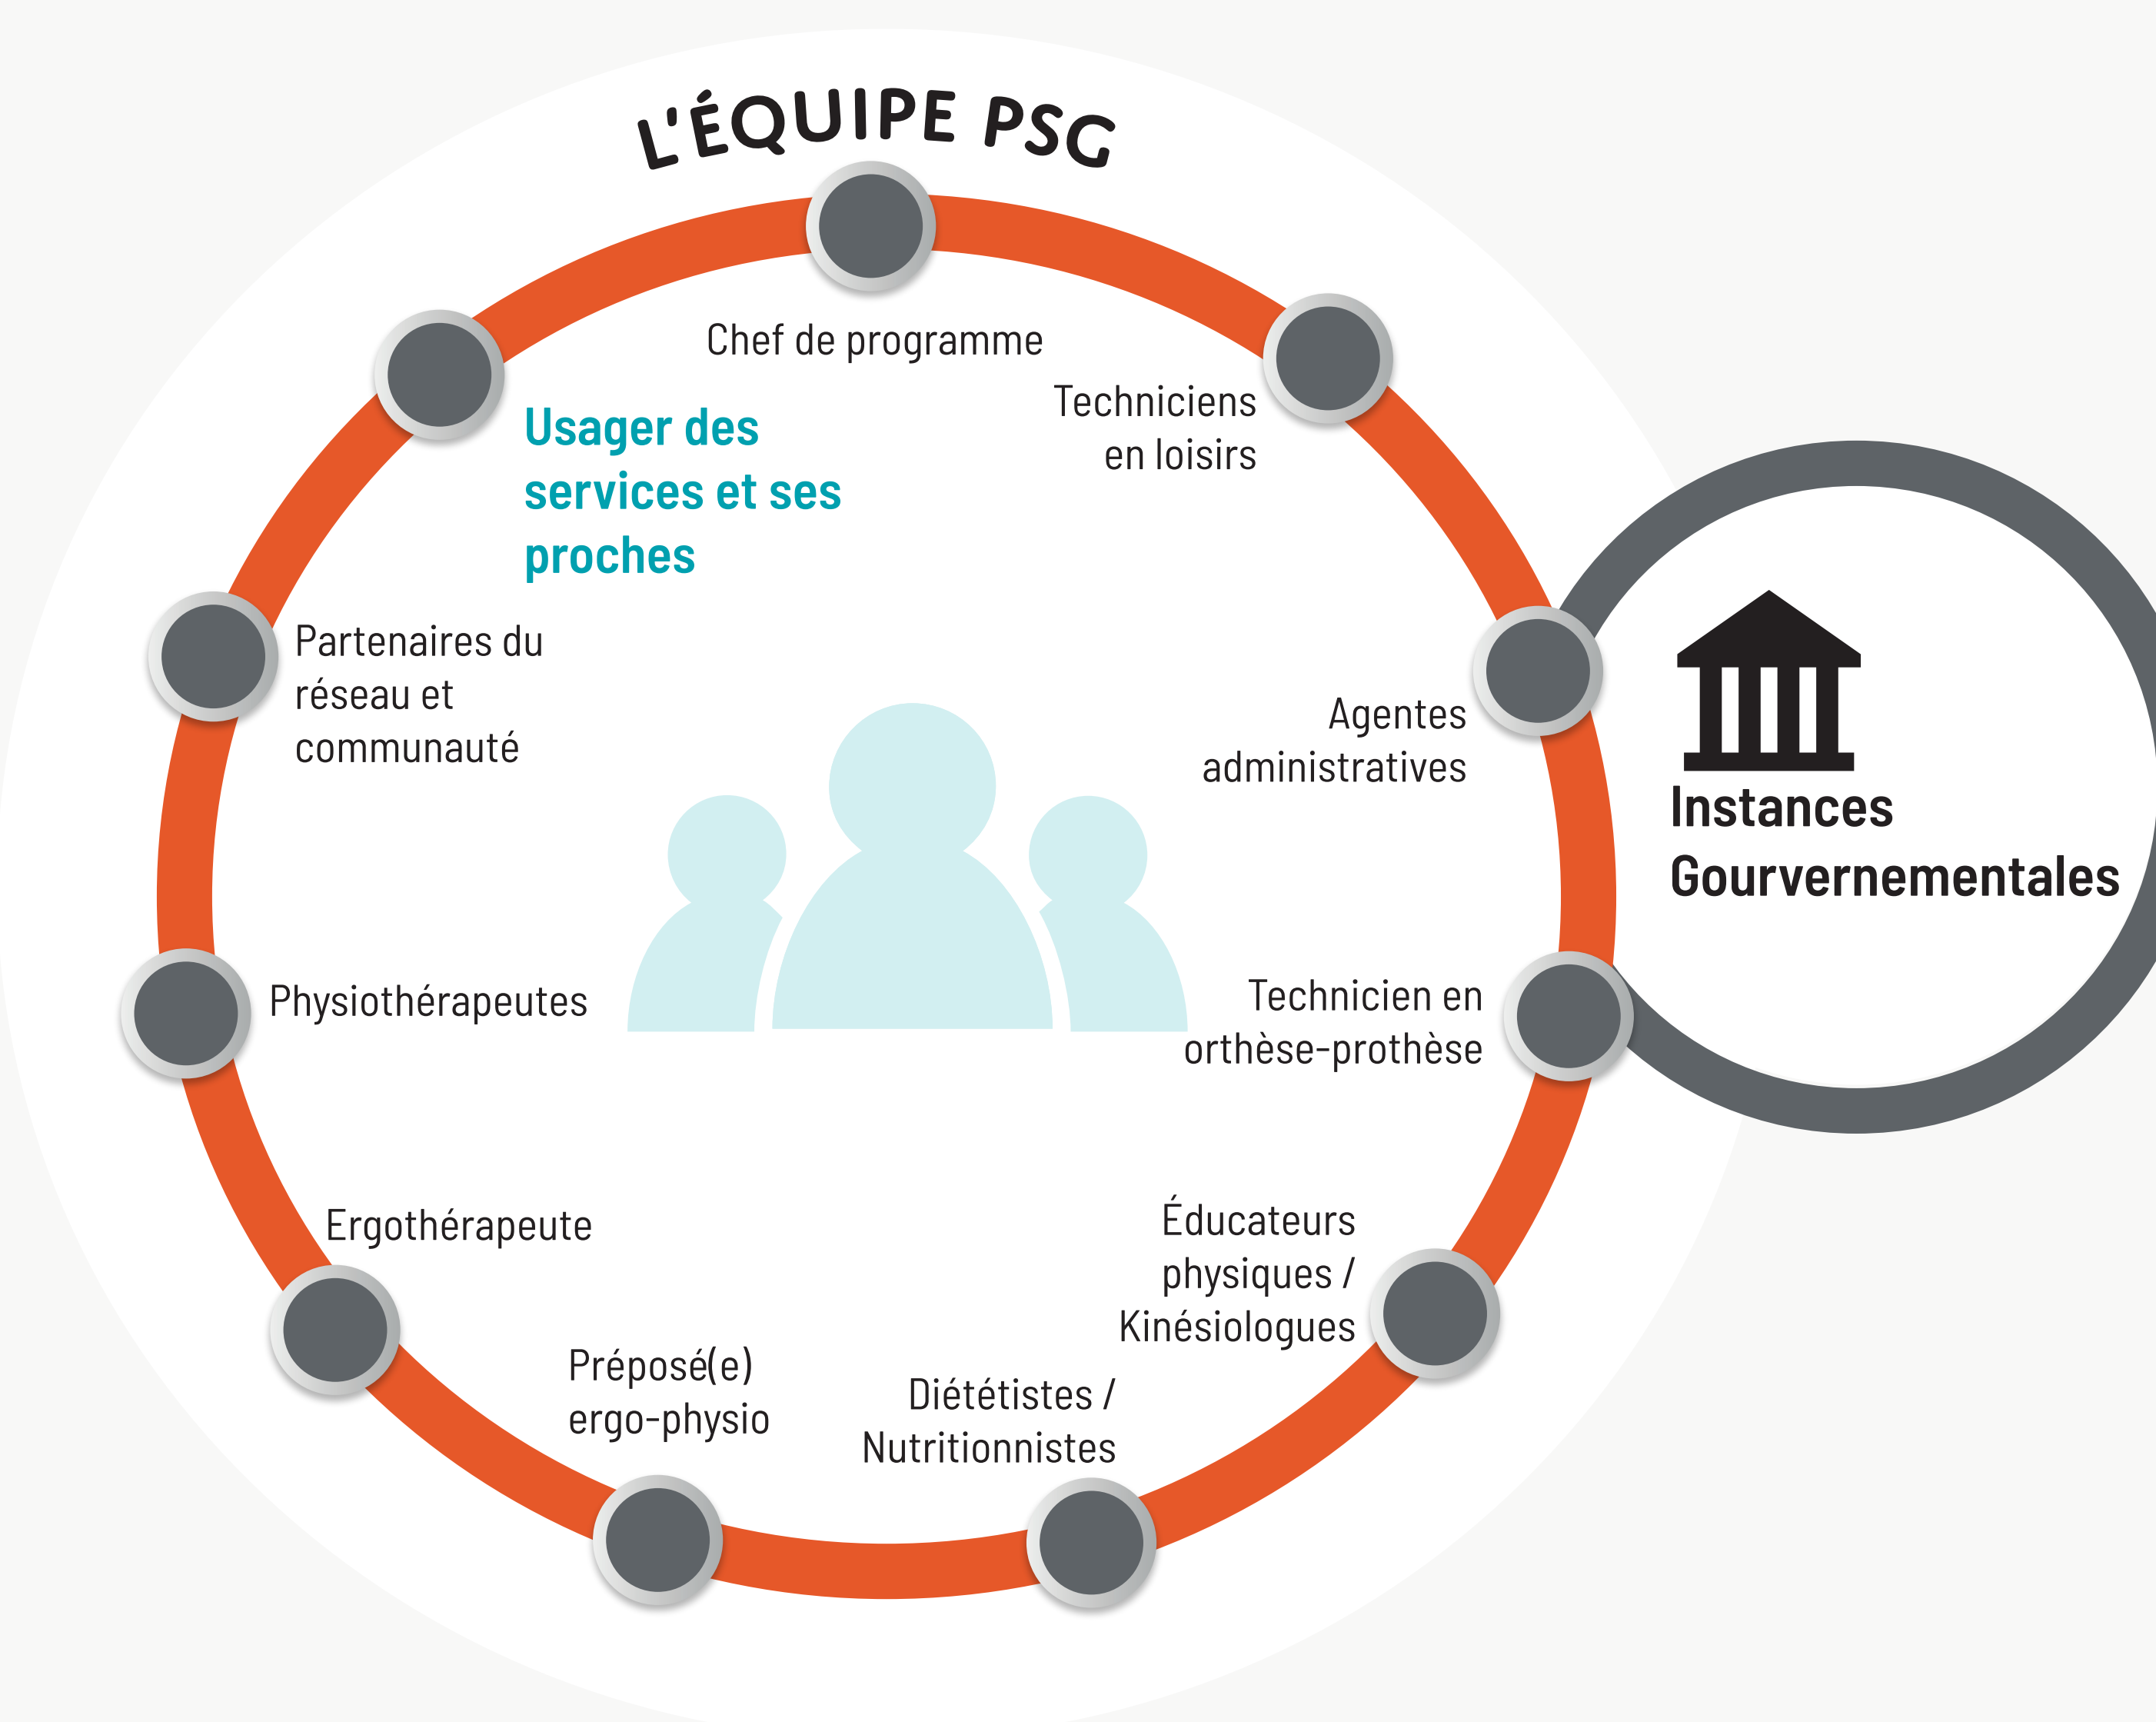 L'ÉQUIPE PSG
Chef de programme
Techniciens
en loisirs
Usager des
services et ses
proches
Partenaires du
réseau et
communauté
Agentes
administratives
Instances
Gourvernementales
Physiothérapeutes
Technicien en
orthèse-prothèse
Ergothérapeute
Éducateurs
physiques /
Kinésiologues
Préposé(e)
ergo-physio
Diététistes /
Nutritionnistes